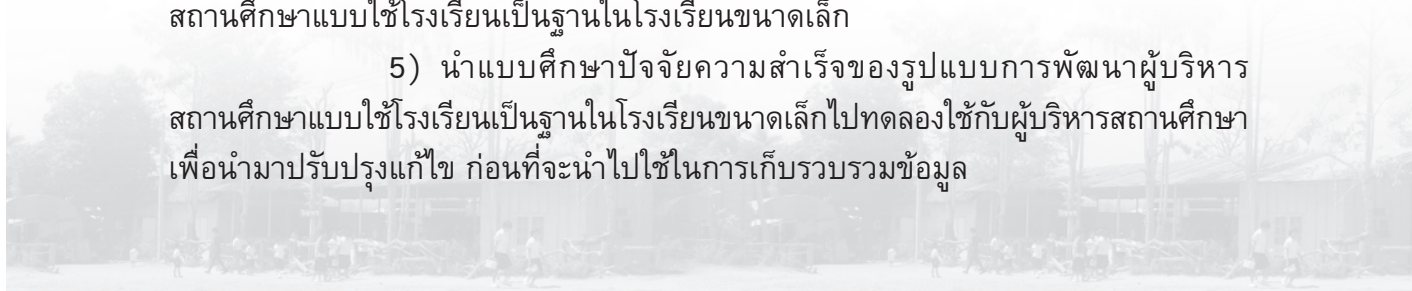 สถานศึกษาแบบใช้โรงเรียนเป็นฐานในโรงเรียนขนาดเล็ก
5) นำแบบศึกษาปัจจัยความสำเร็จของรูปแบบการพัฒนาผู้บริหาร
สถานศึกษาแบบใช้โรงเรียนเป็นฐานในโรงเรียนขนาดเล็กไปทดลองใช้กับผู้บริหารสถานศึกษา
เพื่อนำมาปรับปรุงแก้ไข ก่อนที่จะนำไปใช้ในการเก็บรวบรวมข้อมูล